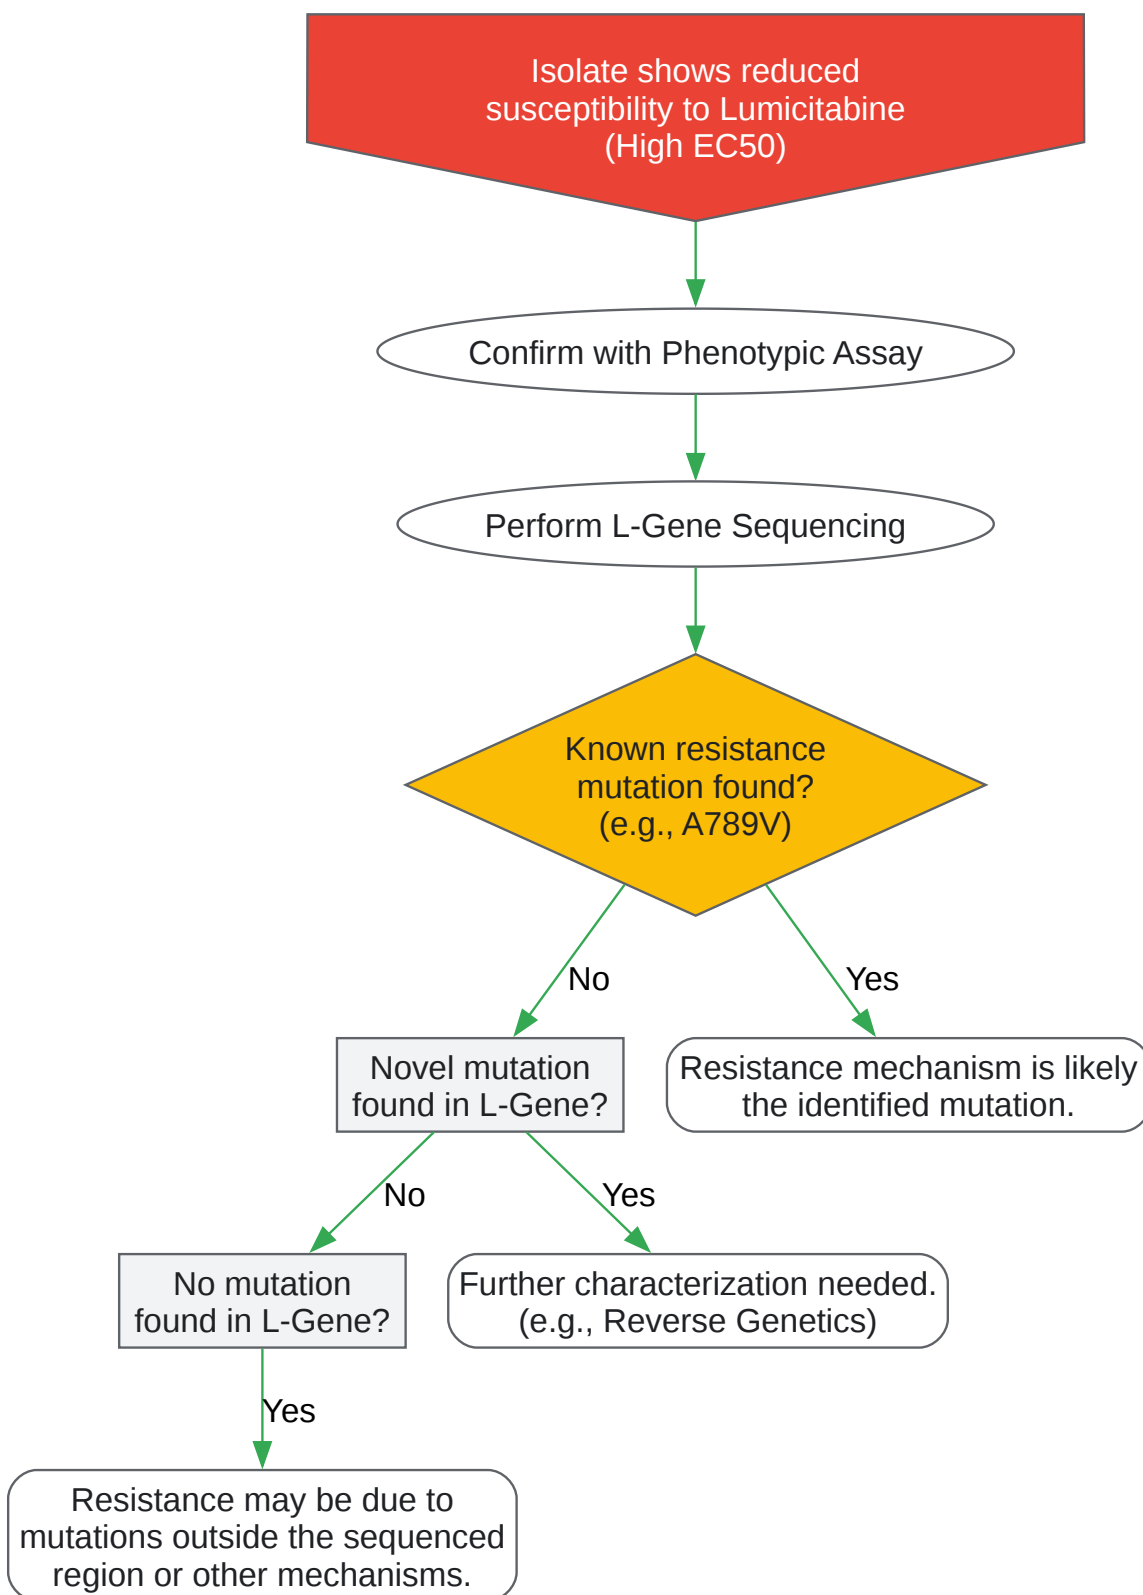 Isolate shows reduced
susceptibility to Lumicitabine
(High EC50)
Confirm with Phenotypic Assay
Perform L-Gene Sequencing
Known resistance
mutation found?
(e.g., A789V)
No
Yes
Novel mutation
found in L-Gene?
Resistance mechanism is likely
the identified mutation.
No
Yes
No mutation
found in L-Gene?
Further characterization needed.
(e.g., Reverse Genetics)
Yes
Resistance may be due to
mutations outside the sequenced
region or other mechanisms.